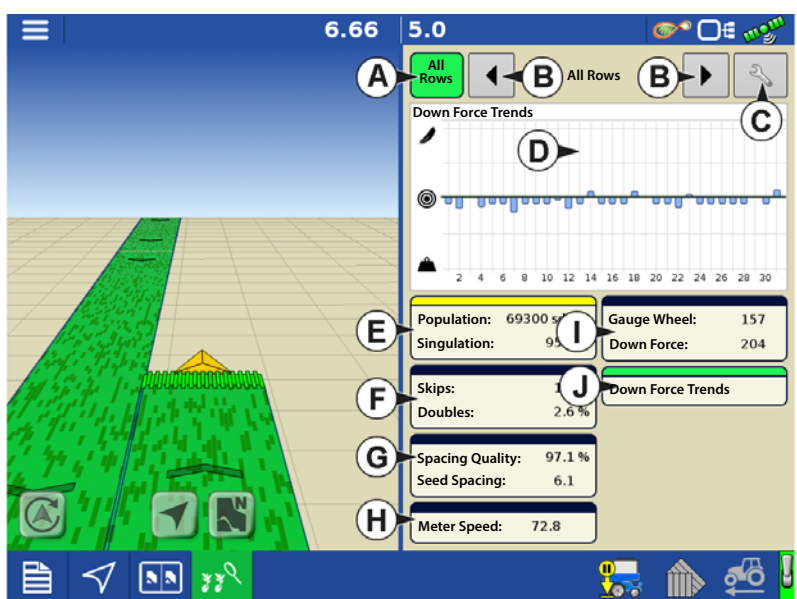 6.66 5.0
All Rows
A B All Rows B C
Down Force Trends
D
2 4 6 8 10 12 14 16 18 20 22 24 26 28 30
E Population: 69300
Singulation:
I Gauge Wheel: 157
Down Force: 204
F Skips:
Doubles: 2.6 %
J Down Force Trends
G Spacing Quality: 97.1 %
Seed Spacing: 6.1
H Meter Speed: 72.8
N